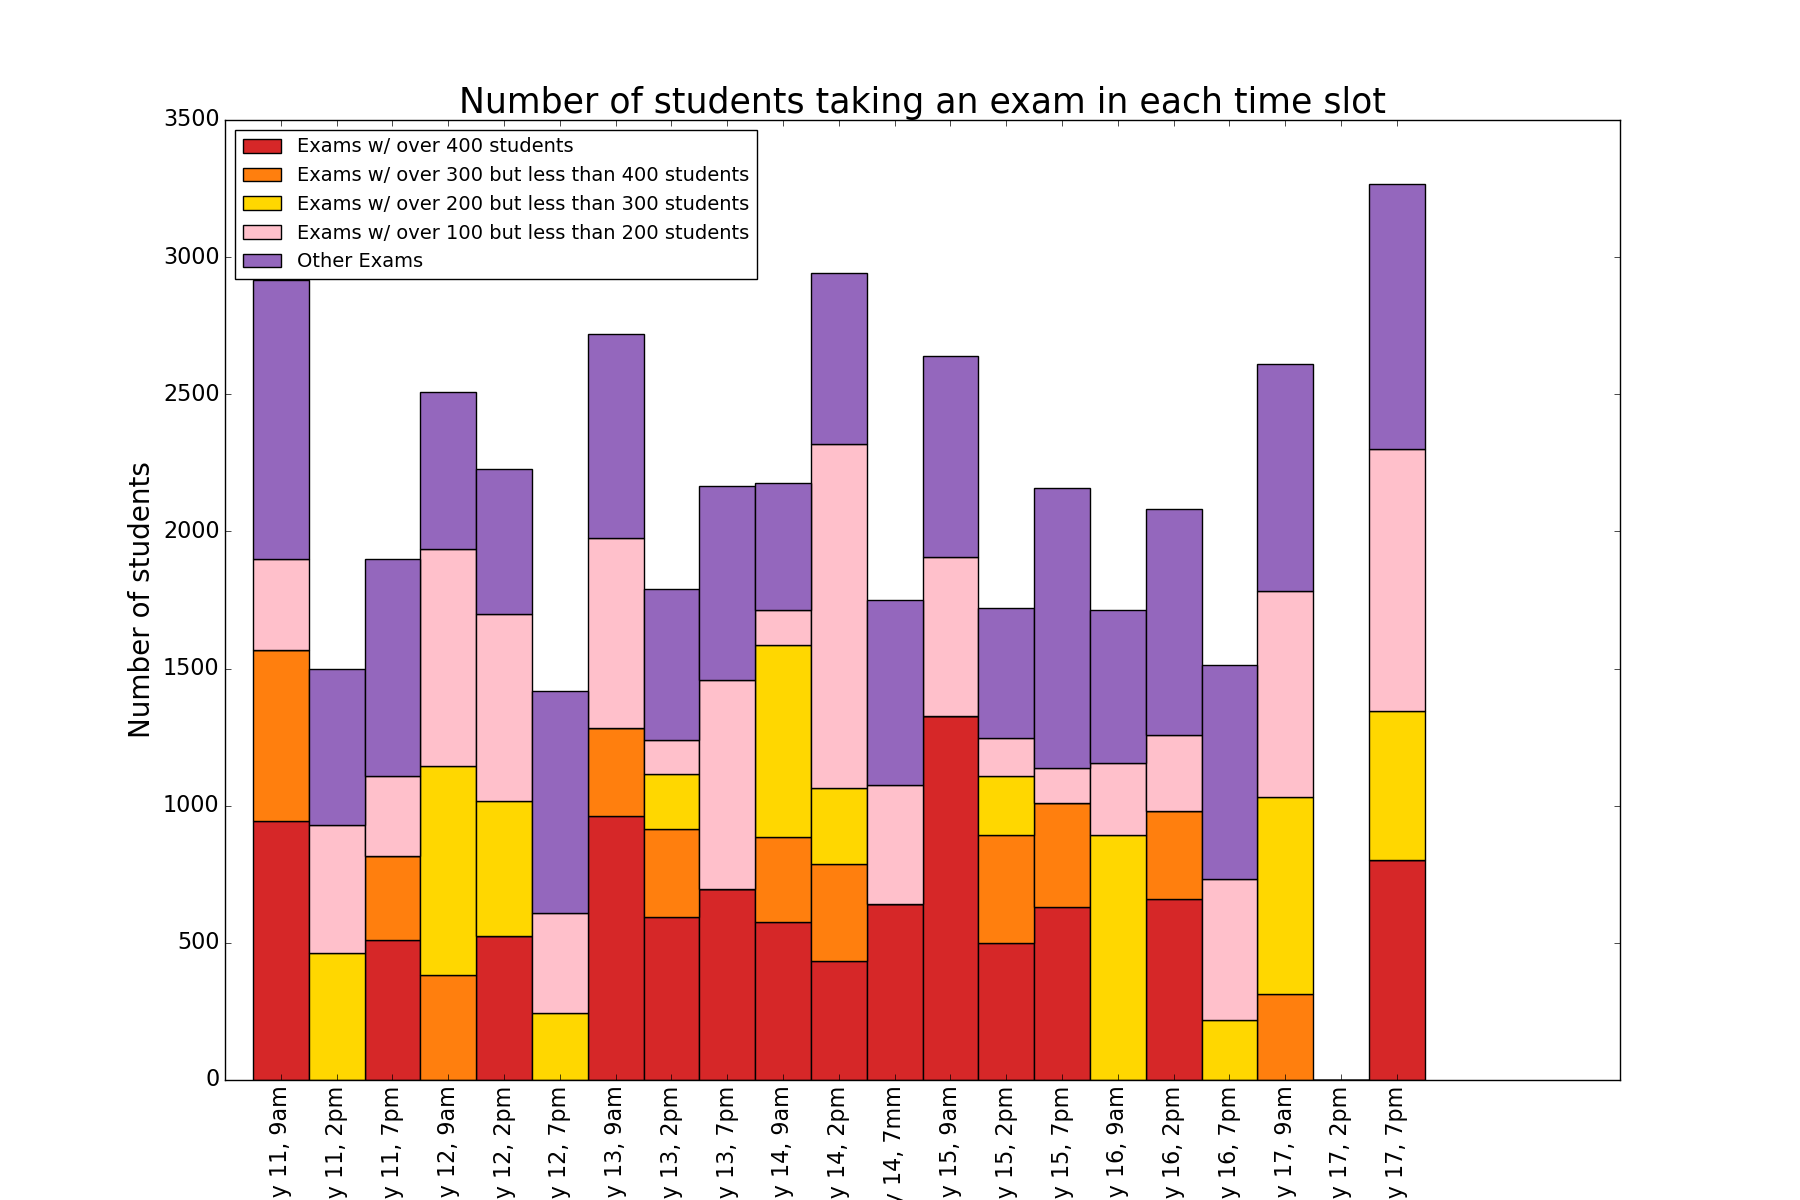 Number of students taking an exam in each time slot
3500
3000
2500
2000
1500
1000
500
0
Number of students
Exams w/ over 400 students
Exams w/ over 300 but less than 400 students
Exams w/ over 200 but less than 300 students
Exams w/ over 100 but less than 200 students
Other Exams
y 11, 9am
y 11, 2pm
y 11, 7pm
y 12, 9am
y 12, 2pm
y 12, 7pm
y 13, 9am
y 13, 2pm
y 13, 7pm
y 14, 9am
y 14, 2pm
y 14, 7mm
y 15, 9am
y 15, 2pm
y 15, 7pm
y 16, 9am
y 16, 2pm
y 16, 7pm
y 17, 9am
y 17, 2pm
y 17, 7pm